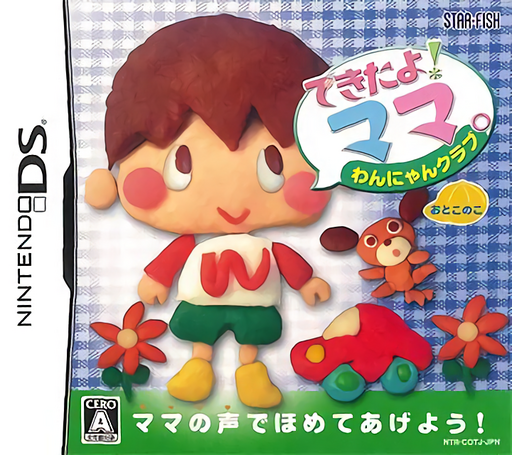 STAR-FISH
できたよ!
ママ。
わんにゃんクラブ
おとこのこ
NINTENDO DS
W
CERO
A
ママの声でほめてあげよう!
NTR-COTJ-JPN